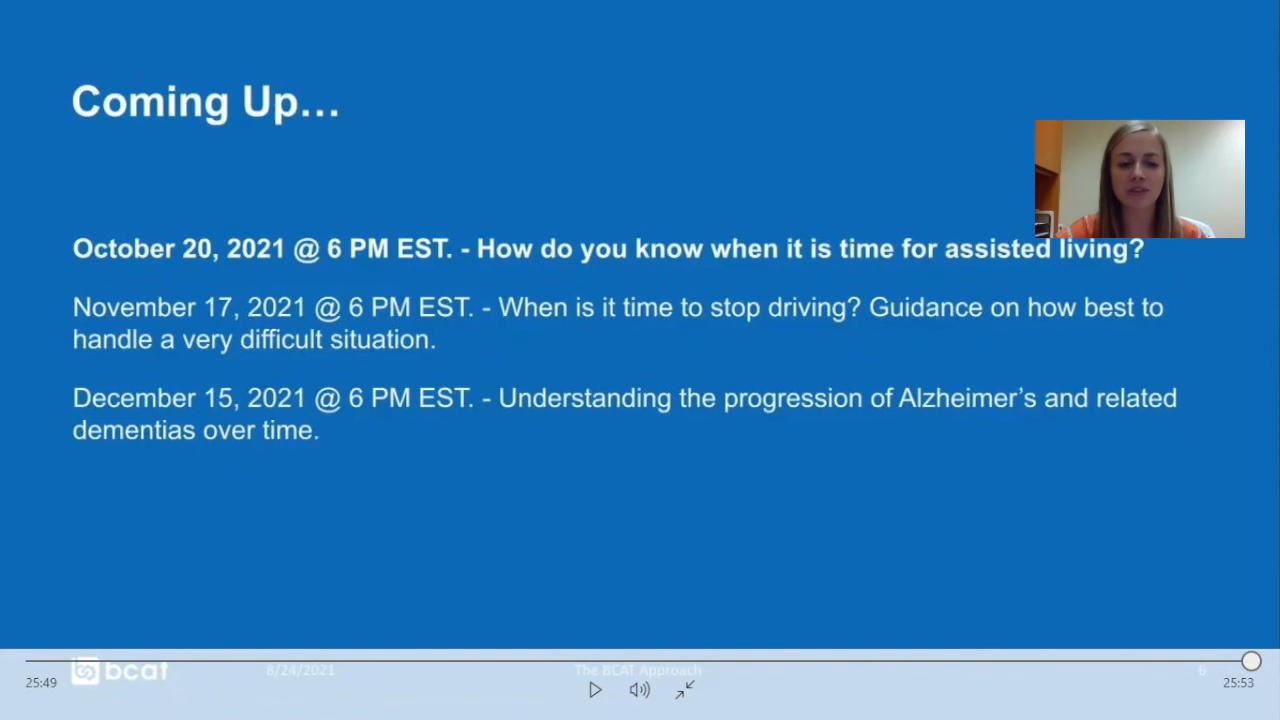 Coming Up...
October 20, 2021 @ 6 PM EST. - How do you know when it is time for assisted living?
November 17, 2021 @ 6 PM EST. - When is it time to stop driving? Guidance on how best to
handle a very difficult situation.
December 15, 2021 @ 6 PM EST. - Understanding the progression of Alzheimer’s and related
dementias over time.
bcat 8/24/2021 The BCAT Approach 6
25:49 25:53